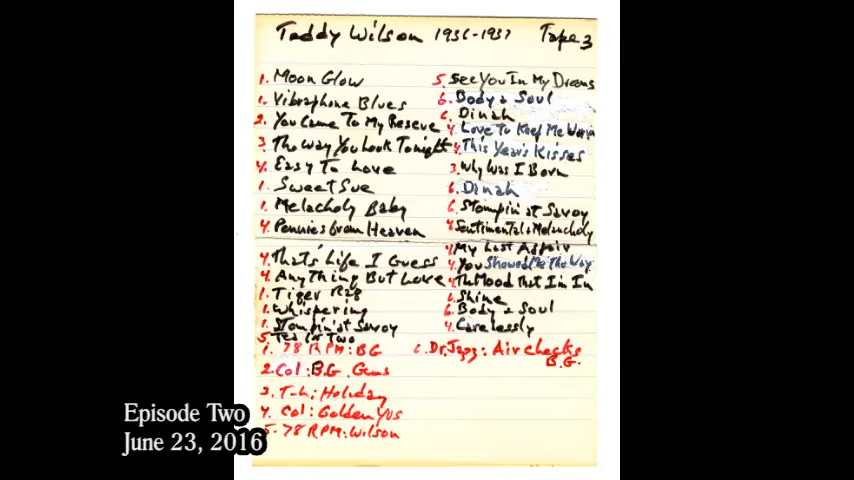 Teddy Wilson 1936-1937 Tape 3
1. Moon Glow
1. Vibraphone Blues
2. You Came To My Rescue
3. The Way You Look Tonight
4. Easy To Love
1. Sweet Sue
1. Melacholy Baby
4. Pennies from Heaven
4. That's Life I Guess
4. Any Thing But Love
1. Tiger Rag
1. Whispering
1. Stompin' at Savoy
5. Tea for Two
5. See You In My Dreams
6. Body & Soul
6. Dinah
4. Love To Keep Me Warm
4. This Year's Kisses
3. Why Was I Born
6. Dinah
6. Stompin' at Savoy
4. Sentimental & Melancholy
4. My Last Affair
4. You Showed Me The Way
4. The Mood That I'm In
6. Shine
6. Body & Soul
4. Carelessly
1. 78 RPM: BG
2. Col: B.G. Gems
3. T-L: Holiday
4. Col: Golden Yrs
5. 78 RPM: Wilson
6. Dr. Jazz: Air checks
B.G.
Episode Two
June 23, 2016